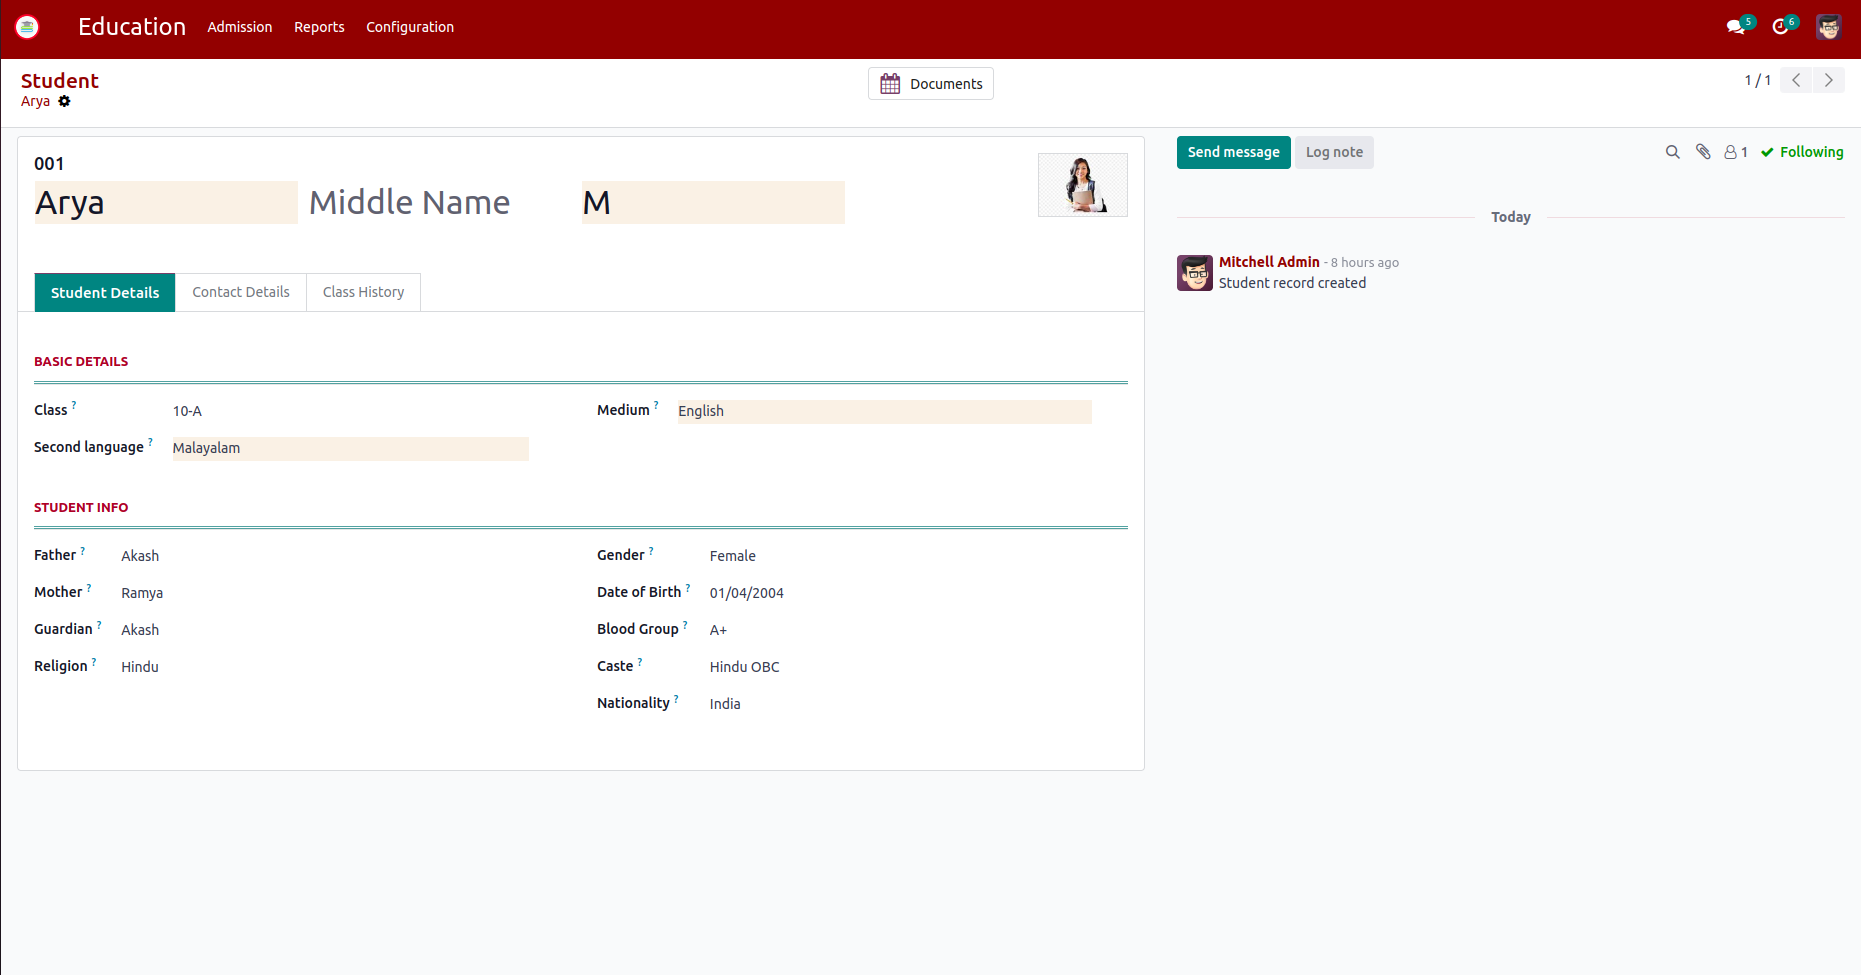 Education Admission Reports Configuration 5 6
Student
Arya
Documents
1 / 1
001
Arya Middle Name M
Student Details Contact Details Class History
BASIC DETAILS
Class ? 10-A Medium ? English
Second language ? Malayalam
STUDENT INFO
Father ? Akash Gender ? Female
Mother ? Ramya Date of Birth ? 01/04/2004
Guardian ? Akash Blood Group ? A+
Religion ? Hindu Caste ? Hindu OBC
Nationality ? India
Send message Log note 1 Following
Today
Mitchell Admin - 8 hours ago
Student record created